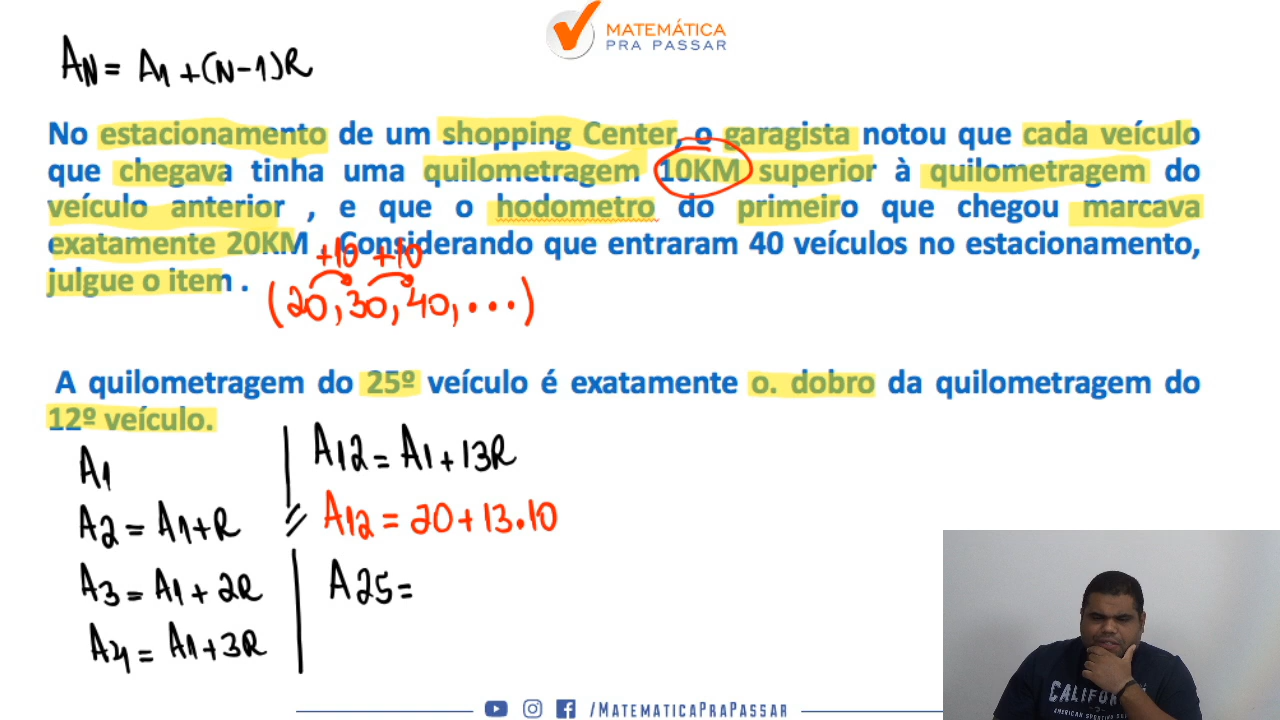 MATEMÁTICA
PRA PASSAR
AN = A1 + (N-1)R
No estacionamento de um shopping Center, o garagista notou que cada veículo
que chegava tinha uma quilometragem 10KM superior à quilometragem do
veículo anterior , e que o hodometro do primeiro que chegou marcava
exatamente 20KM . Considerando que entraram 40 veículos no estacionamento,
julgue o item .
+10 +10
(20, 30, 40, ...)
A quilometragem do 25º veículo é exatamente o. dobro da quilometragem do
12º veículo.
A1
A2 = A1+R
A3 = A1 + 2R
A4 = A1+3R
A12 = A1 + 13R
A12 = 20 + 13.10
A25 =
CALIFOR
/MATEMATICAPRAPASSAR